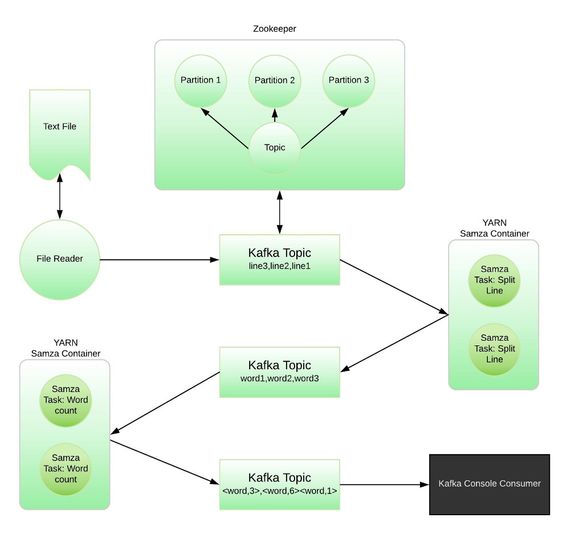 Zookeeper
Partition 1
Partition 2
Partition 3
Topic
Text File
File Reader
Kafka Topic
line3,line2,line1
YARN
Samza Container
Samza
Task: Split
Line
Samza
Task: Split
Line
Kafka Topic
word1,word2,word3
YARN
Samza Container
Samza
Task: Word
count
Samza
Task: Word
count
Kafka Topic
<word,3>,<word,6><word,1>
Kafka Console Consumer